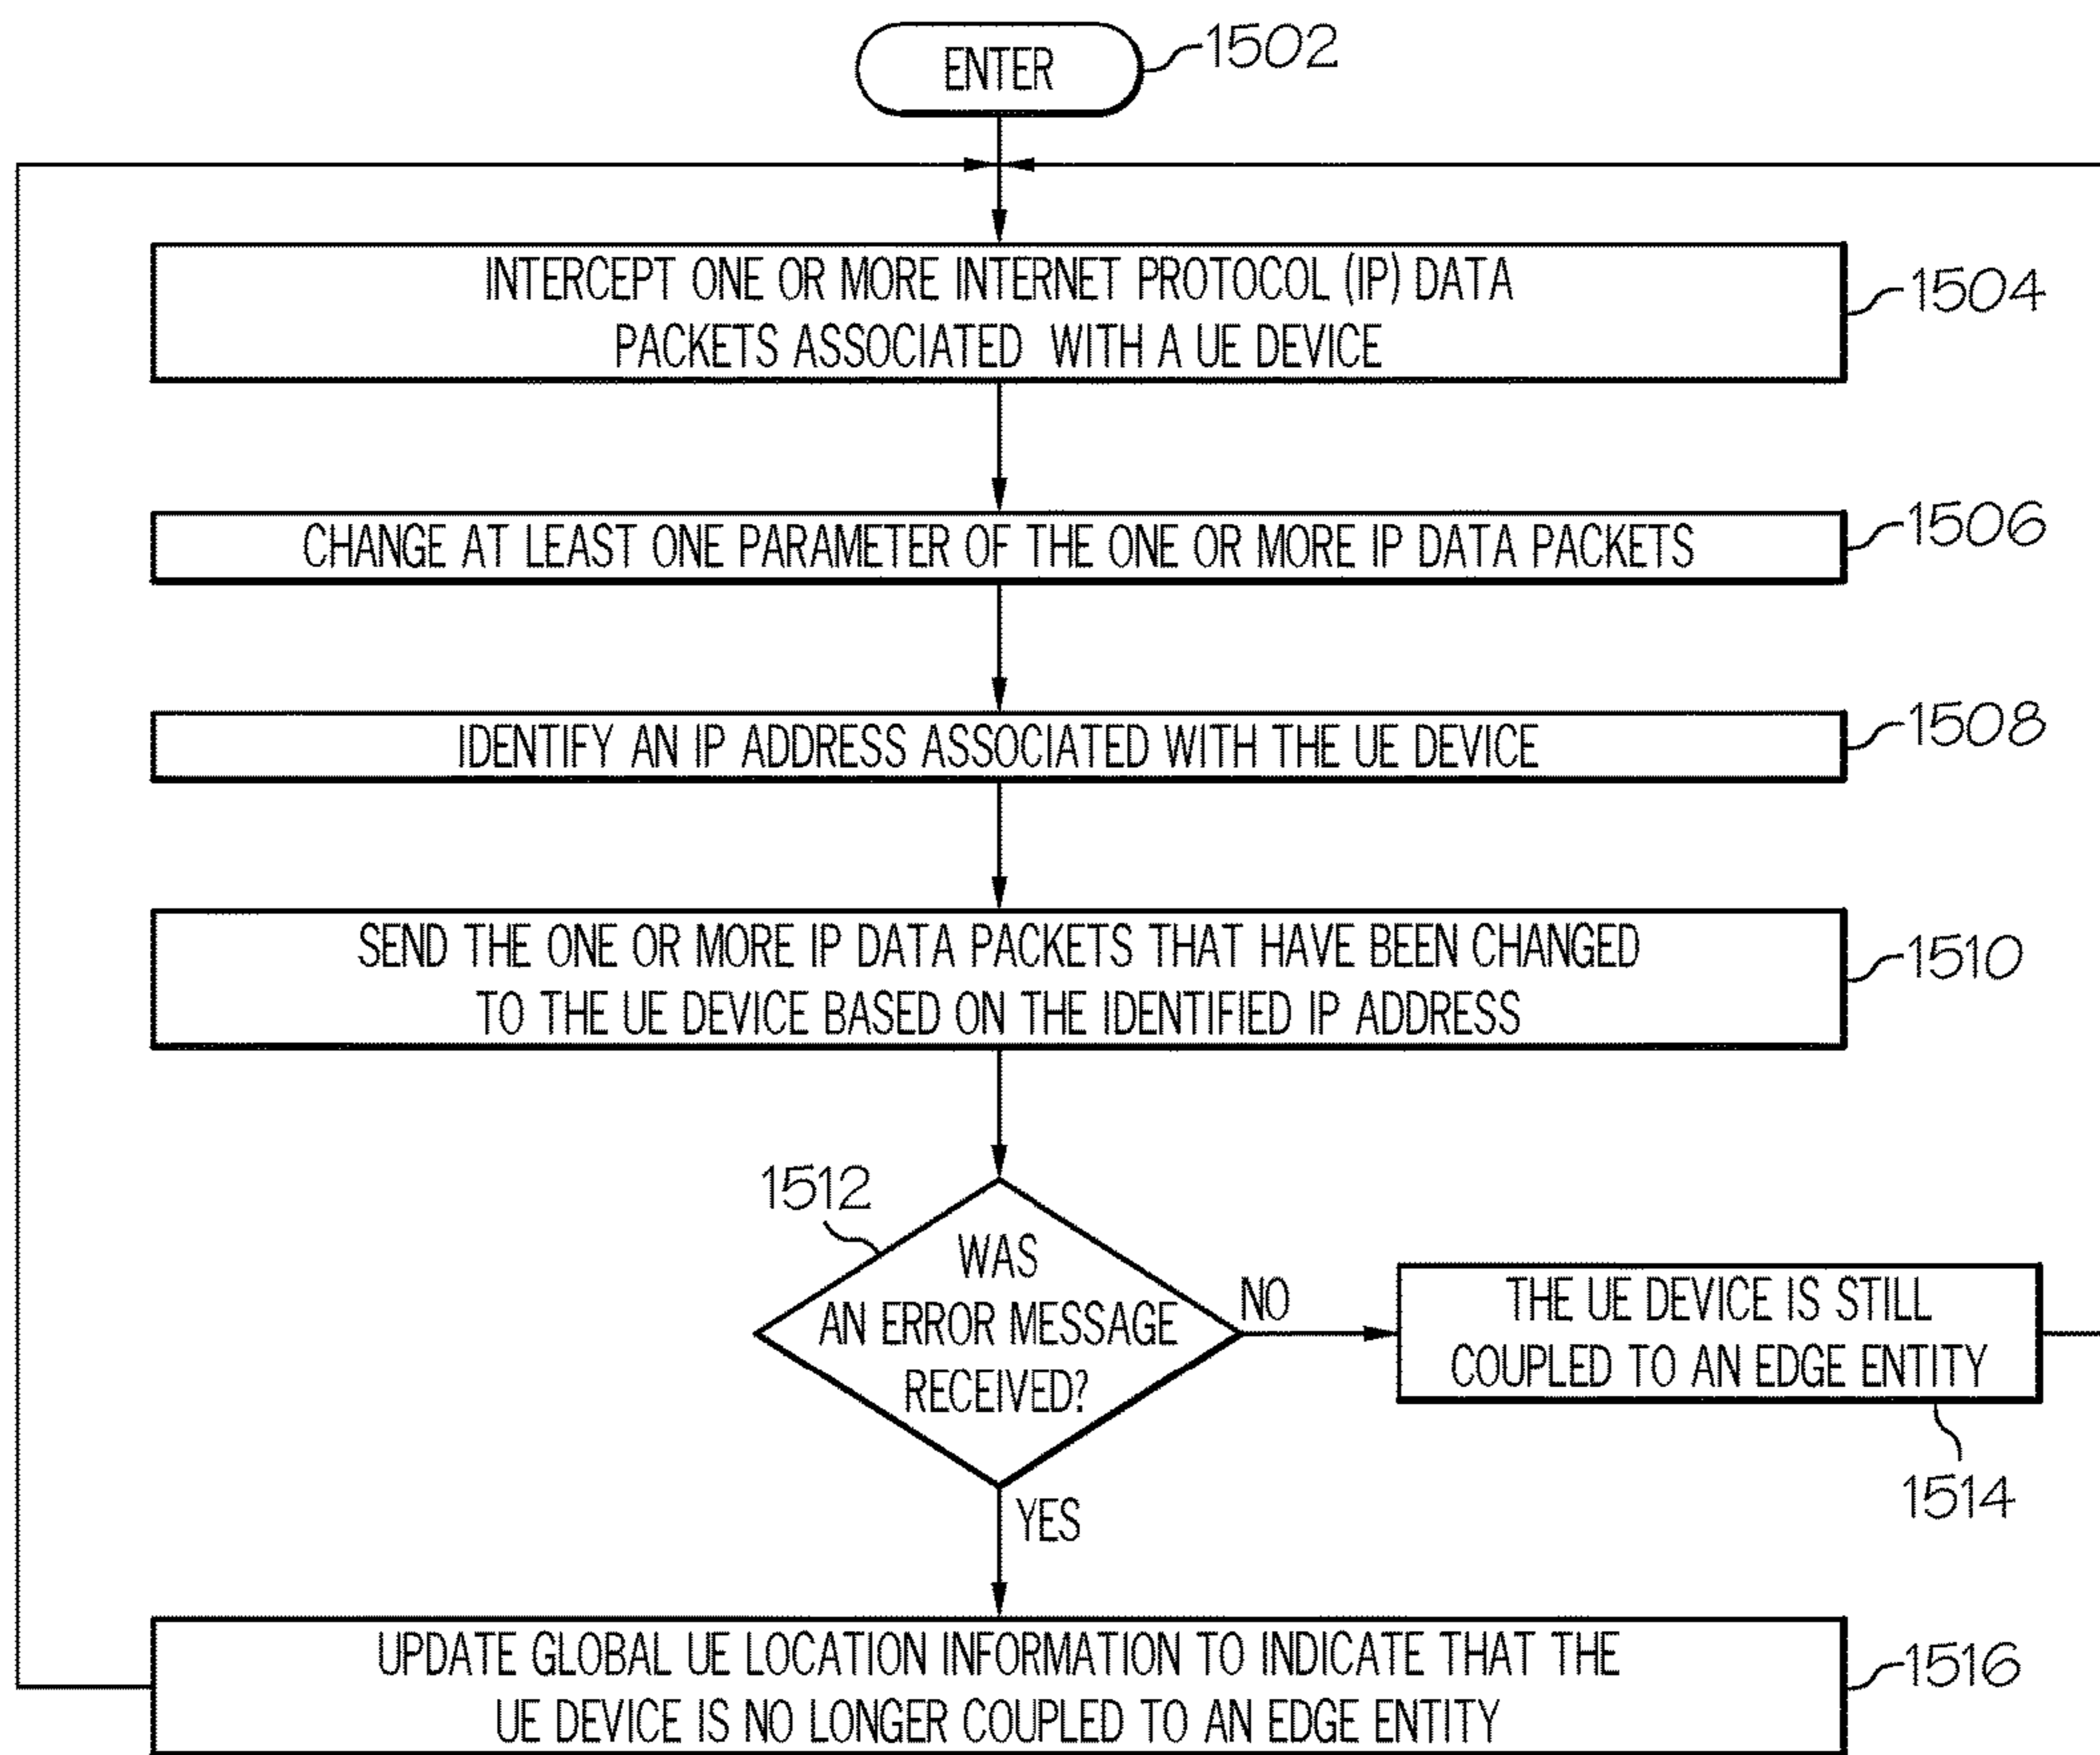 ENTER
1502
INTERCEPT ONE OR MORE INTERNET PROTOCOL (IP) DATA
PACKETS ASSOCIATED WITH A UE DEVICE
1504
CHANGE AT LEAST ONE PARAMETER OF THE ONE OR MORE IP DATA PACKETS
1506
IDENTIFY AN IP ADDRESS ASSOCIATED WITH THE UE DEVICE
1508
SEND THE ONE OR MORE IP DATA PACKETS THAT HAVE BEEN CHANGED
TO THE UE DEVICE BASED ON THE IDENTIFIED IP ADDRESS
1510
1512
WAS
AN ERROR MESSAGE
RECEIVED?
NO
THE UE DEVICE IS STILL
COUPLED TO AN EDGE ENTITY
1514
YES
UPDATE GLOBAL UE LOCATION INFORMATION TO INDICATE THAT THE
UE DEVICE IS NO LONGER COUPLED TO AN EDGE ENTITY
1516